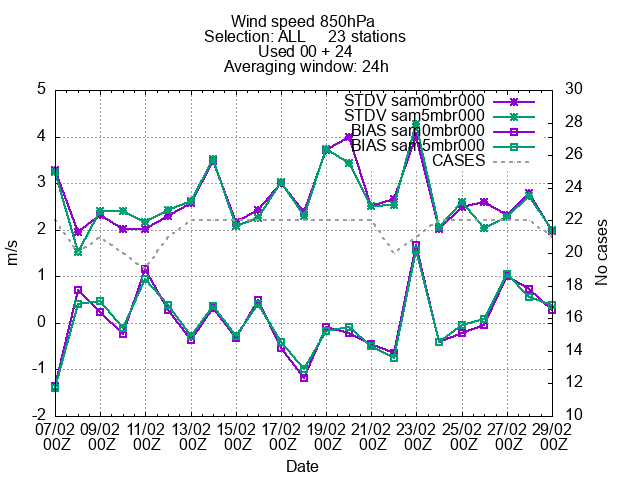 Wind speed 850hPa
Selection: ALL 23 stations
Used 00 + 24
Averaging window: 24h
5
4
3
2
1
0
-1
-2
m/s
30
28
26
24
22
20
18
16
14
12
10
No cases
STDV sam0mbr000
STDV sam5mbr000
BIAS sam0mbr000
BIAS sam5mbr000
CASES
07/02 09/02 11/02 13/02 15/02 17/02 19/02 21/02 23/02 25/02 27/02 29/02
00Z 00Z 00Z 00Z 00Z 00Z 00Z 00Z 00Z 00Z 00Z 00Z
Date